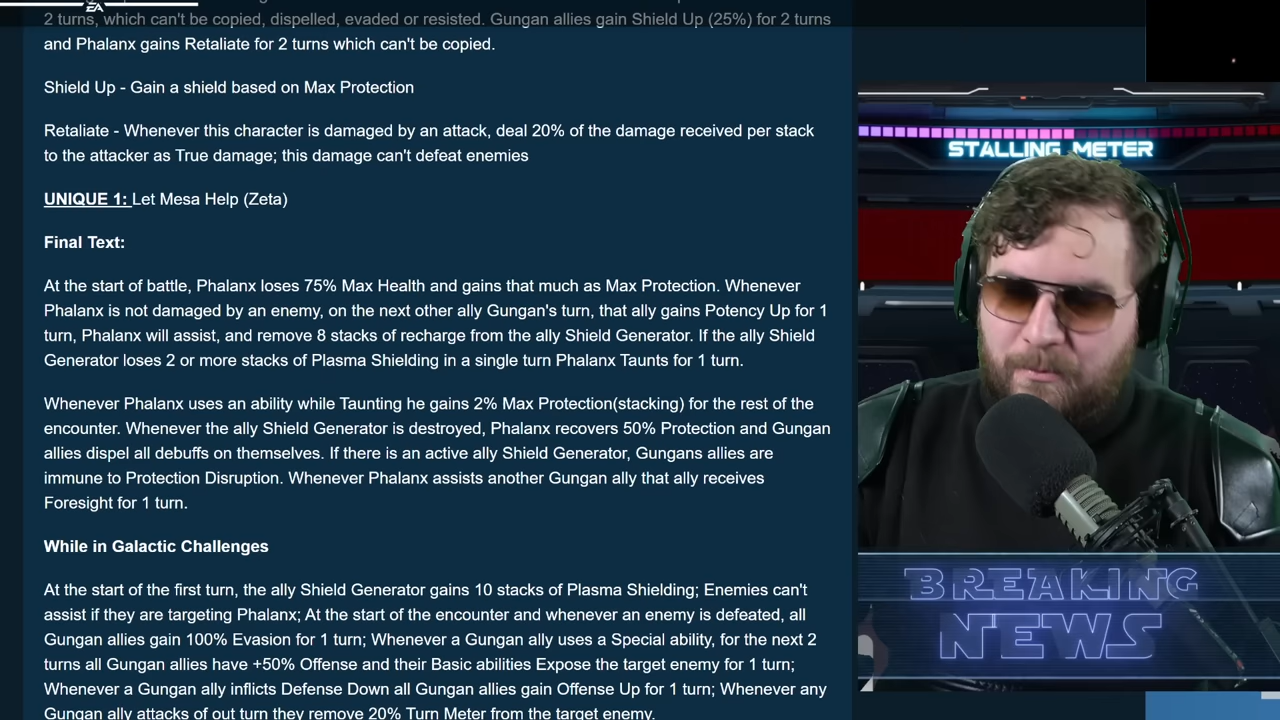 EA
2 turns, which can't be copied, dispelled, evaded or resisted. Gungan allies gain Shield Up (25%) for 2 turns
and Phalanx gains Retaliate for 2 turns which can't be copied.
Shield Up - Gain a shield based on Max Protection
Retaliate - Whenever this character is damaged by an attack, deal 20% of the damage received per stack
to the attacker as True damage; this damage can't defeat enemies
UNIQUE 1: Let Mesa Help (Zeta)
Final Text:
At the start of battle, Phalanx loses 75% Max Health and gains that much as Max Protection. Whenever
Phalanx is not damaged by an enemy, on the next other ally Gungan's turn, that ally gains Potency Up for 1
turn, Phalanx will assist, and remove 8 stacks of recharge from the ally Shield Generator. If the ally Shield
Generator loses 2 or more stacks of Plasma Shielding in a single turn Phalanx Taunts for 1 turn.
Whenever Phalanx uses an ability while Taunting he gains 2% Max Protection(stacking) for the rest of the
encounter. Whenever the ally Shield Generator is destroyed, Phalanx recovers 50% Protection and Gungan
allies dispel all debuffs on themselves. If there is an active ally Shield Generator, Gungans allies are
immune to Protection Disruption. Whenever Phalanx assists another Gungan ally that ally receives
Foresight for 1 turn.
While in Galactic Challenges
At the start of the first turn, the ally Shield Generator gains 10 stacks of Plasma Shielding; Enemies can't
assist if they are targeting Phalanx; At the start of the encounter and whenever an enemy is defeated, all
Gungan allies gain 100% Evasion for 1 turn; Whenever a Gungan ally uses a Special ability, for the next 2
turns all Gungan allies have +50% Offense and their Basic abilities Expose the target enemy for 1 turn;
Whenever a Gungan ally inflicts Defense Down all Gungan allies gain Offense Up for 1 turn; Whenever any
Gungan ally attacks of out turn they remove 20% Turn Meter from the target enemy.
STALLING METER
BREAKING
NEWS